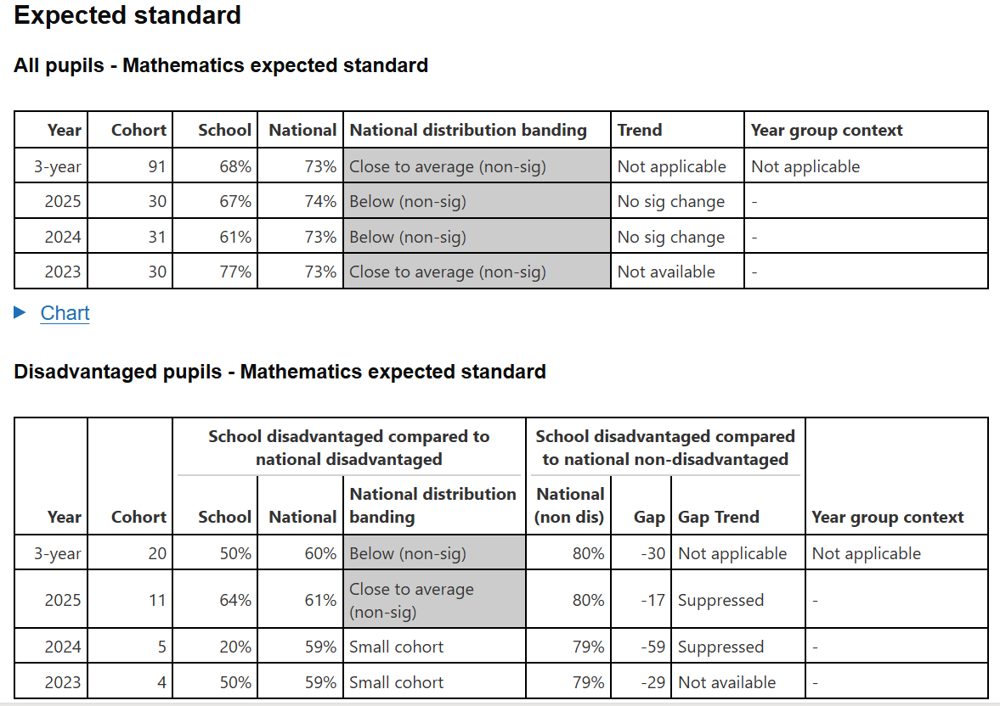 Expected standard
All pupils - Mathematics expected standard
Year Cohort School National National distribution banding Trend Year group context
3-year 91 68% 73% Close to average (non-sig) Not applicable Not applicable
2025 30 67% 74% Below (non-sig) No sig change -
2024 31 61% 73% Below (non-sig) No sig change -
2023 30 77% 73% Close to average (non-sig) Not available -
Chart
Disadvantaged pupils - Mathematics expected standard
School disadvantaged compared to School disadvantaged compared
national disadvantaged to national non-disadvantaged
National distribution National
Year Cohort School National banding (non dis) Gap Gap Trend Year group context
3-year 20 50% 60% Below (non-sig) 80% -30 Not applicable Not applicable
Close to average
2025 11 64% 61% (non-sig) 80% -17 Suppressed -
2024 5 20% 59% Small cohort 79% -59 Suppressed -
2023 4 50% 59% Small cohort 79% -29 Not available -